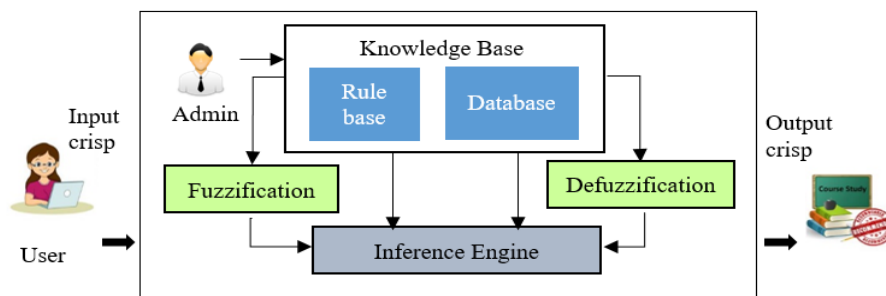 Knowledge Base
Rule
base
Database
Admin
Input
crisp
Output
crisp
Fuzzification
Defuzzification
Course Study
User
Inference Engine